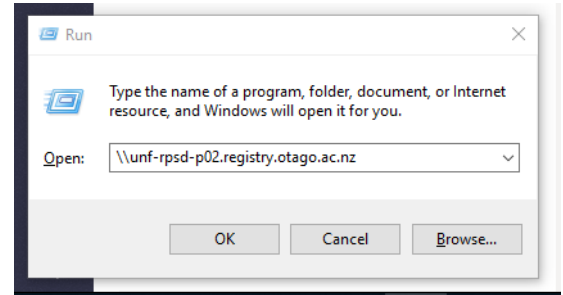 Run
Type the name of a program, folder, document, or Internet
resource, and Windows will open it for you.
Open: \\unf-rpsd-p02.registry.otago.ac.nz
OK Cancel Browse...